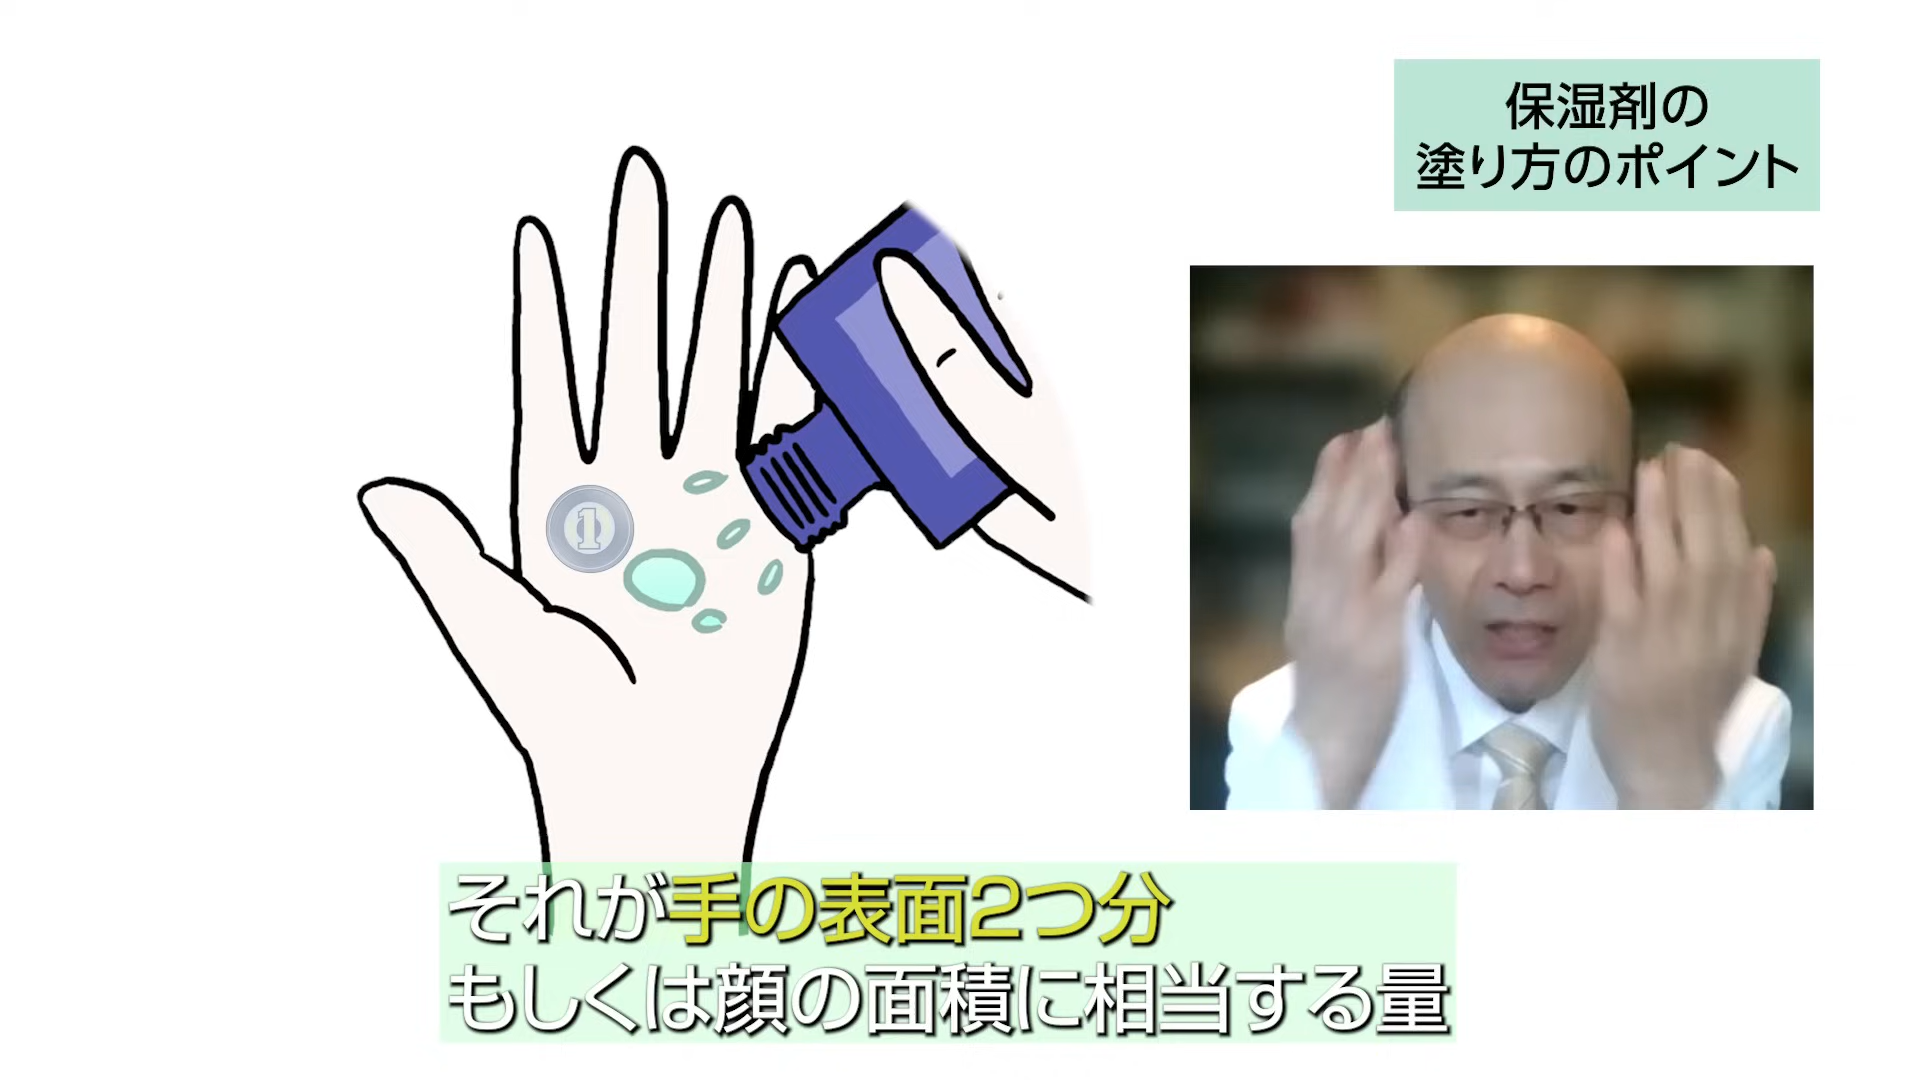 保湿剤の
塗り方のポイント
1
それが手の表面2つ分
もしくは顔の面積に相当する量